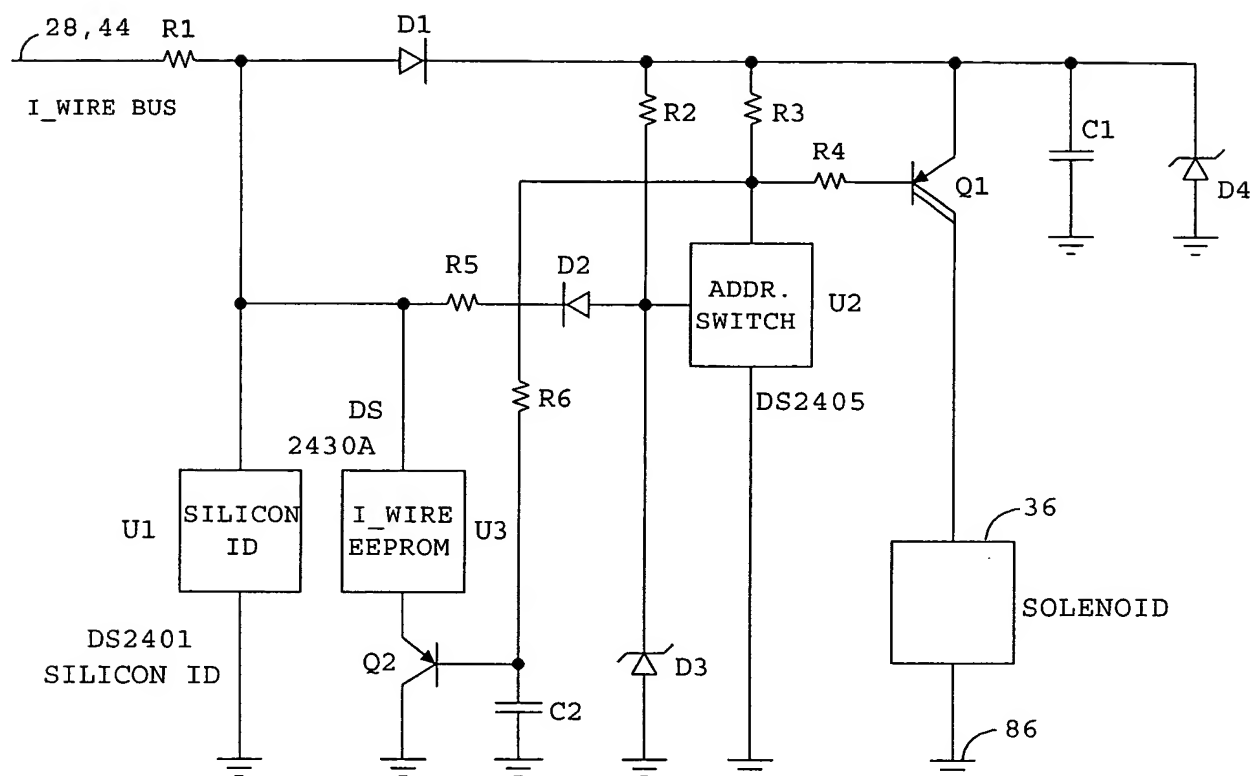 28,44
R1
D1
I_WIRE BUS
R2
R3
C1
R4
Q1
D4
R5
D2
ADDR.
SWITCH
U2
R6
DS2405
DS
2430A
U1
SILICON
ID
I_WIRE
EEPROM
U3
36
SOLENOID
DS2401
SILICON ID
Q2
D3
C2
86